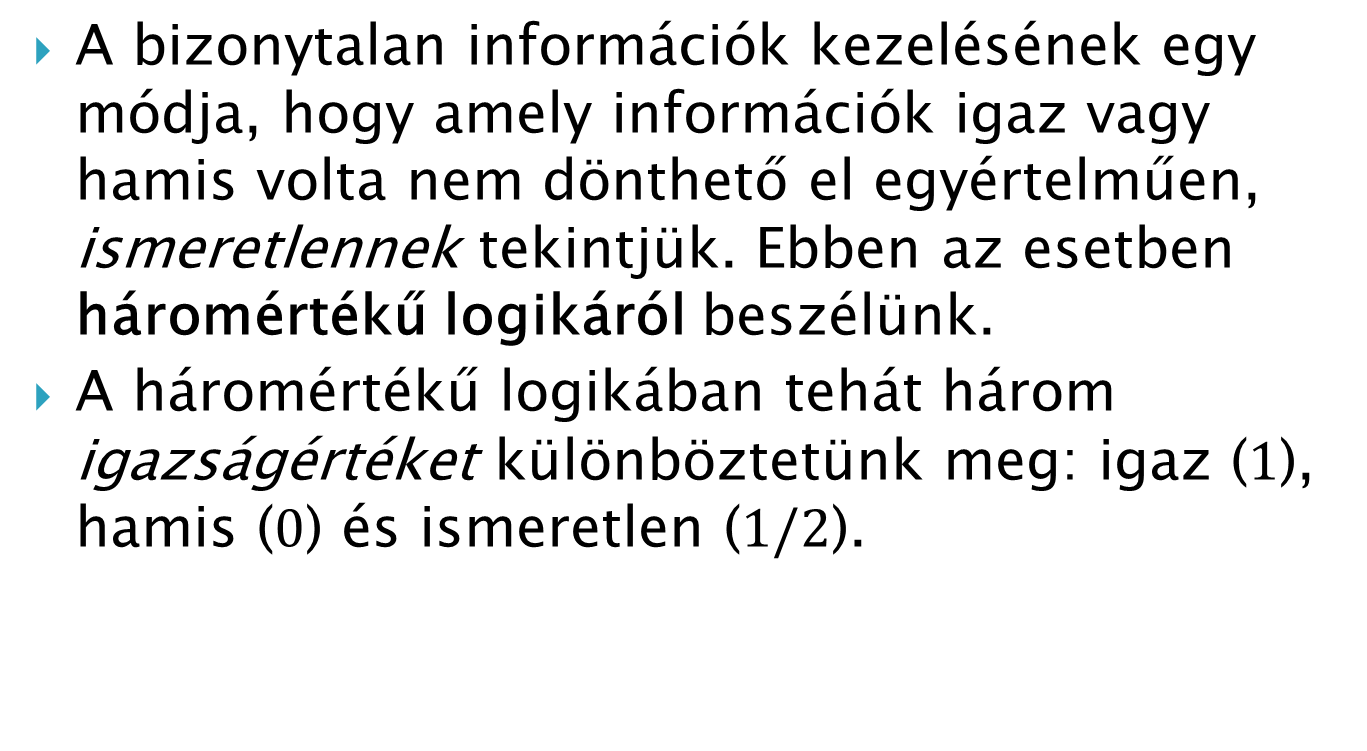 A bizonytalan információk kezelésének egy
módja, hogy amely információk igaz vagy
hamis volta nem dönthető el egyértelműen,
ismeretlennek tekintjük. Ebben az esetben
háromértékű logikáról beszélünk.
A háromértékű logikában tehát három
igazságértéket különböztetünk meg: igaz (1),
hamis (0) és ismeretlen (1/2).